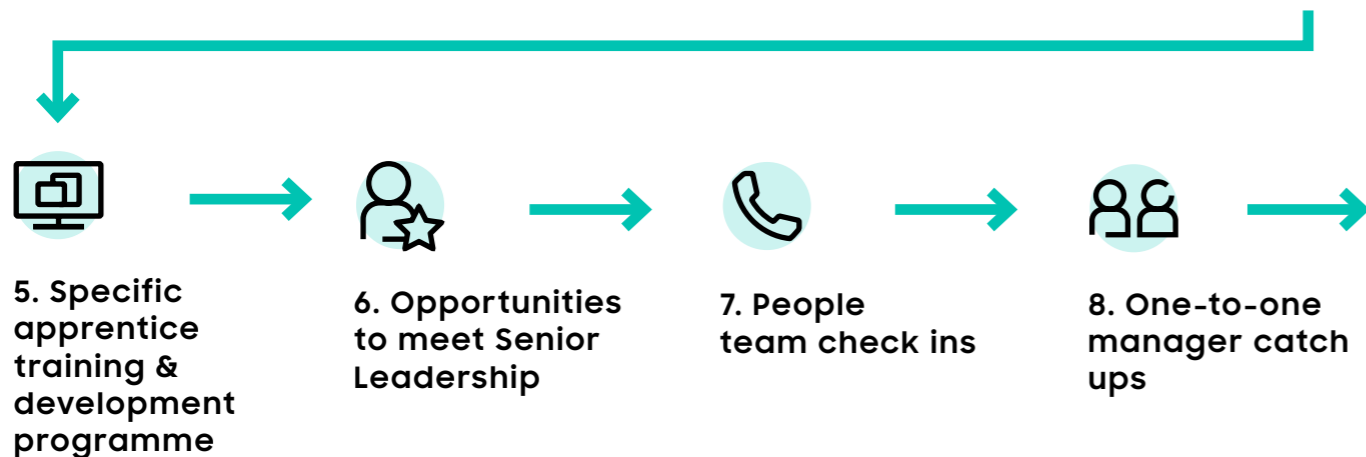 5. Specific
apprentice
training &
development
programme
6. Opportunities
to meet Senior
Leadership
7. People
team check ins
8. One-to-one
manager catch
ups